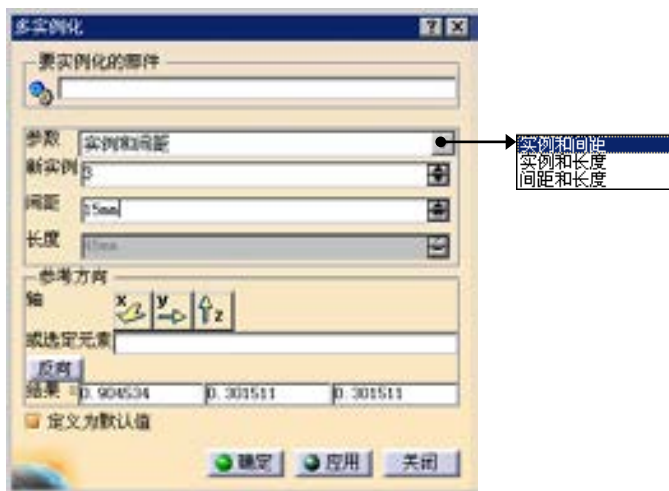 多实例化
要实例化的部件
参数 实例和间距
实例和间距
实例和长度
间距和长度
新实例 3
间距 15mm
长度 45mm
参考方向
轴 x y z
或选定元素
反向
结果 = 0.904534 0.301511 0.301511
定义为默认值
确定 应用 关闭